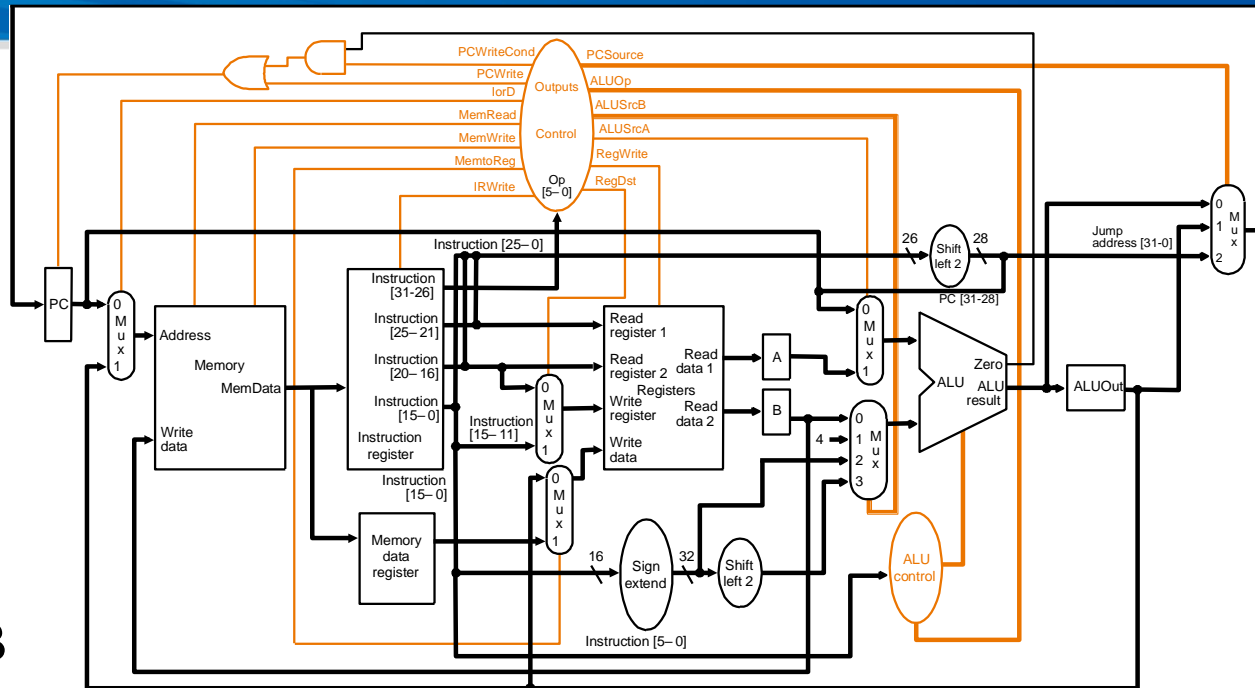 PCWriteCond
PCSource
PCWrite
ALUOp
IorD
Outputs
ALUSrcB
MemRead
ALUSrcA
MemWrite
Control
RegWrite
MemtoReg
Op
[5–0]
RegDst
IRWrite
Instruction [25–0]
26
Shift
left 2
28
Jump
address [31-0]
0
1
2
M
u
x
PC [31-28]
PC
0
M
u
x
1
Address
Memory
MemData
Write
data
Instruction
[31-26]
Instruction
[25–21]
Instruction
[20–16]
Instruction
[15–0]
Instruction
register
Instruction
[15–11]
0
M
u
x
1
Read
register 1
Read
register 2
Registers
Write
register
Write
data
Read
data 1
Read
data 2
A
B
0
M
u
x
1
4
0
1
2
3
M
u
x
Zero
ALU
ALU
result
ALUOut
Instruction
[15–0]
0
M
u
x
1
Memory
data
register
16
Sign
extend
32
Shift
left 2
ALU
control
Instruction [5–0]